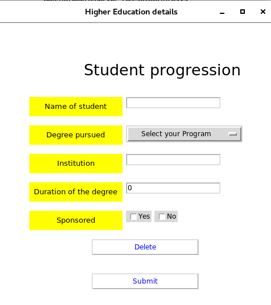 Higher Education details
Student progression
Name of student
Degree pursued
Select your Program
Institution
Duration of the degree
0
Sponsored
Yes No
Delete
Submit